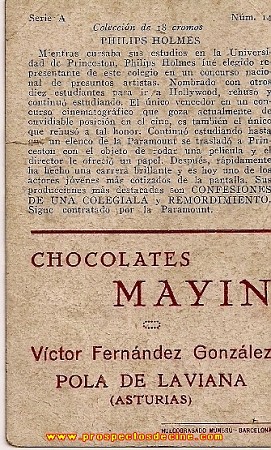 Serie A Núm. 14
Colección de 18 cromos
PHILIPS HOLMES
Mientras cursaba sus estudios en la Universi-
dad de Princeston, Philips Holmes fué elegido re-
presentante de este colegio en un concurso nacio-
nal de presuntos artistas. Nombrado con otros
diez estudiantes para ir a Hollywood, rehuso y
continuó estudiando. El único vencedor en un con-
curso cinematográfico que goza actualmente de
envidiable posición en el cine, es también el único
que rehusó a tal honor. Continuó estudiando hasta
que un elenco de la Paramount se trasladó a Prin-
ceston con el objeto de rodar una película y el
director le ofreció un papel. Después, rápidamente
ha hecho una carrera brillante y es hoy uno de los
actores jóvenes más cotizados de la pantalla. Sus
producciones más destacadas son CONFESIONES
DE UNA COLEGIALA y REMORDIMIENTO.
Sigue contratado por la Paramount.
CHOCOLATES
MAYIN
Víctor Fernández González
POLA DE LAVIANA
(ASTURIAS)
HUECOGRABADO MUMBRÚ - BARCELONA
www.prospectosdecine.com